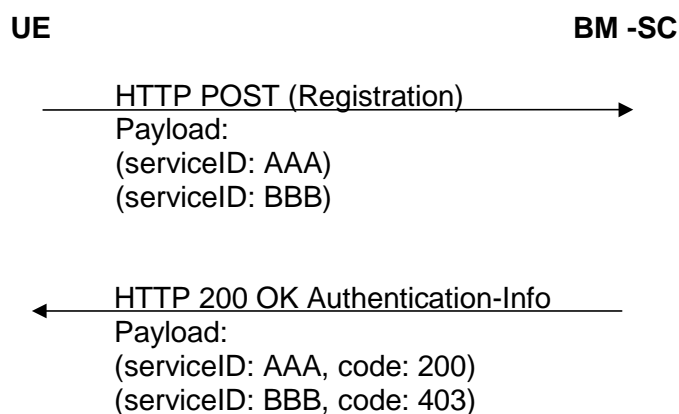 UE BM -SC
HTTP POST (Registration)
Payload:
(serviceID: AAA)
(serviceID: BBB)
HTTP 200 OK Authentication-Info
Payload:
(serviceID: AAA, code: 200)
(serviceID: BBB, code: 403)